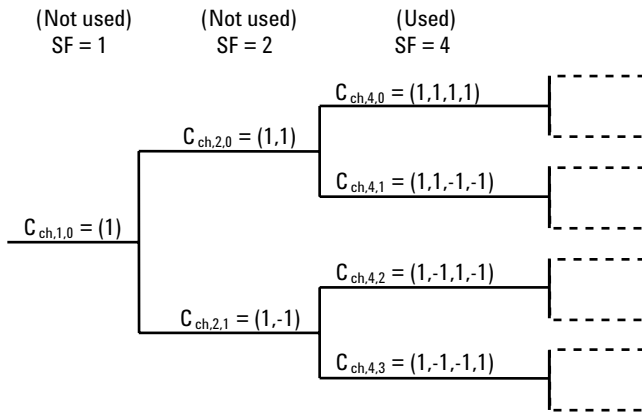 (Not used) (Not used) (Used)
SF = 1 SF = 2 SF = 4
C ch,4,0 = (1,1,1,1)
C ch,2,0 = (1,1)
C ch,4,1 = (1,1,-1,-1)
C ch,1,0 = (1)
C ch,4,2 = (1,-1,1,-1)
C ch,2,1 = (1,-1)
C ch,4,3 = (1,-1,-1,1)